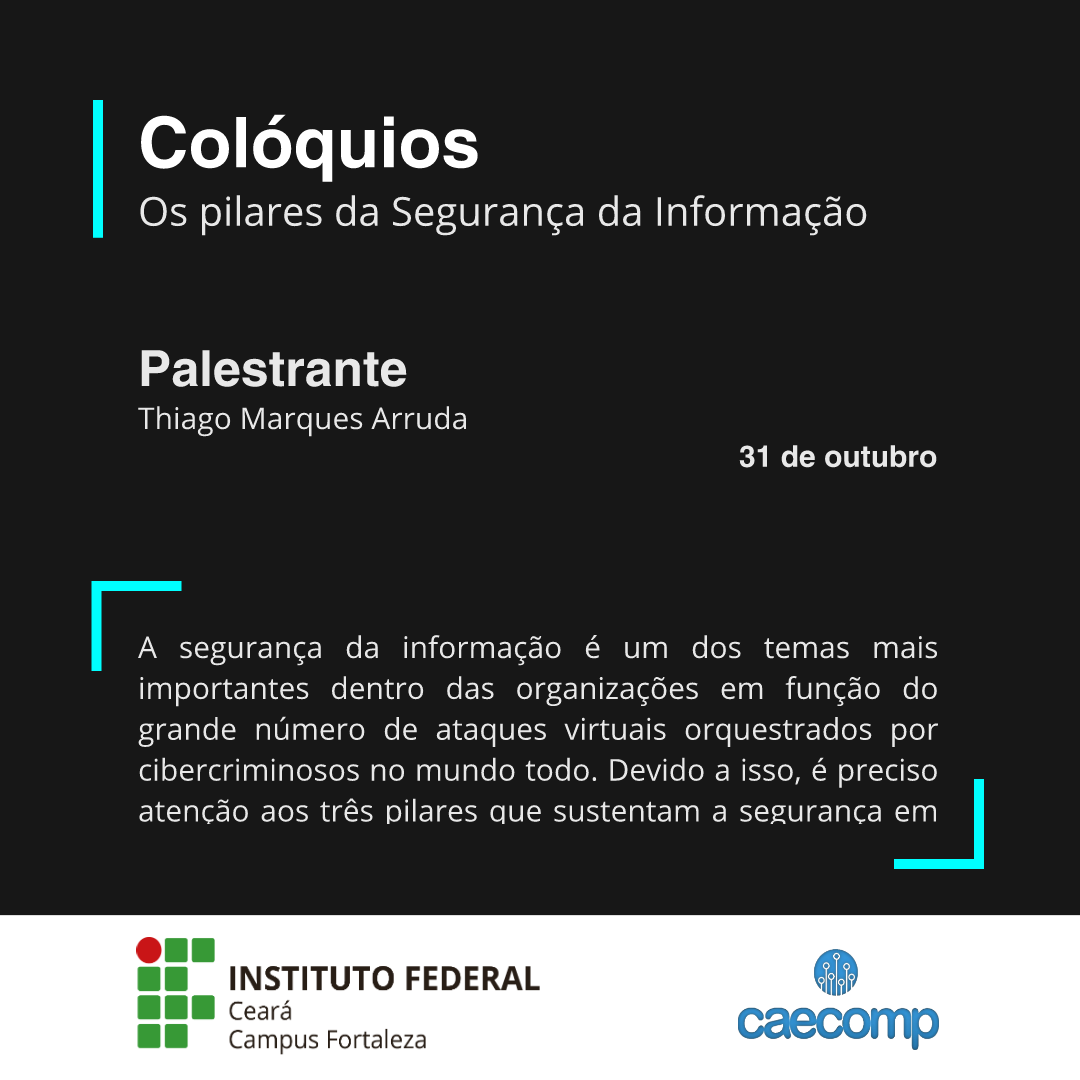 Colóquios
Os pilares da Segurança da Informação
Palestrante
Thiago Marques Arruda
31 de outubro
A segurança da informação é um dos temas mais
importantes dentro das organizações em função do
grande número de ataques virtuais orquestrados por
cibercriminosos no mundo todo. Devido a isso, é preciso
atenção aos três pilares que sustentam a segurança em
INSTITUTO FEDERAL
Ceará
Campus Fortaleza
caecomp